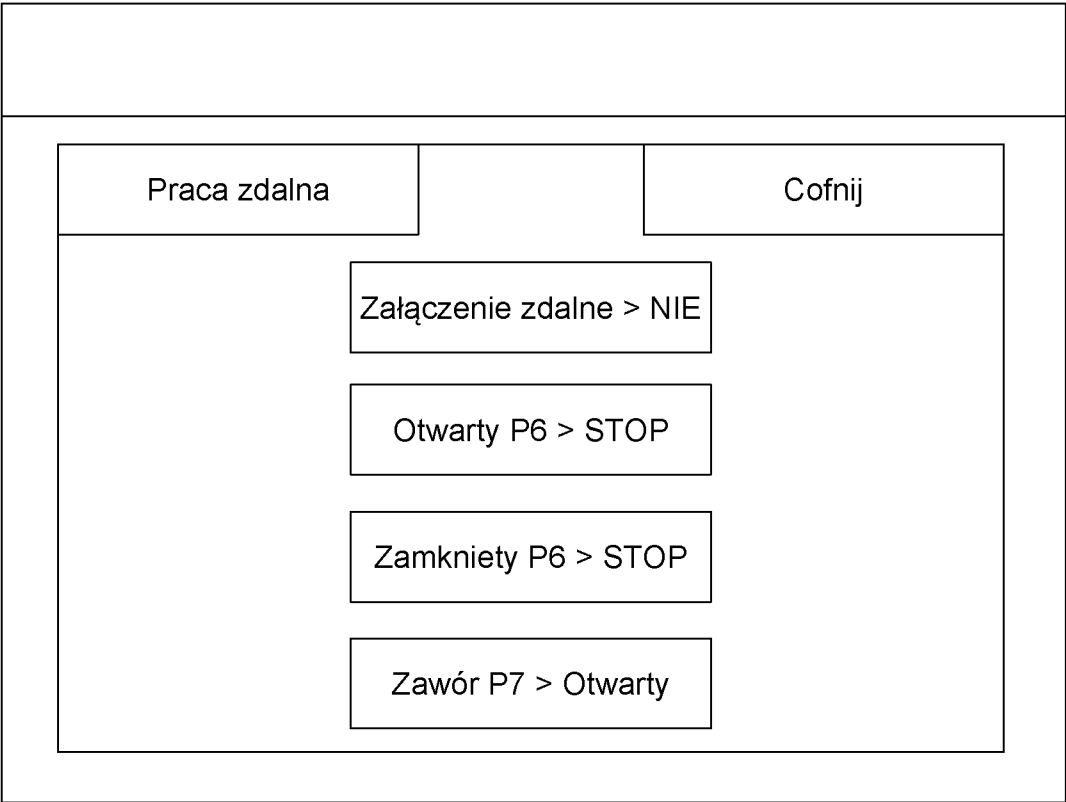 Praca zdalna
Cofnij
Załączenie zdalne > NIE
Otwarty P6 > STOP
Zamkniety P6 > STOP
Zawór P7 > Otwarty